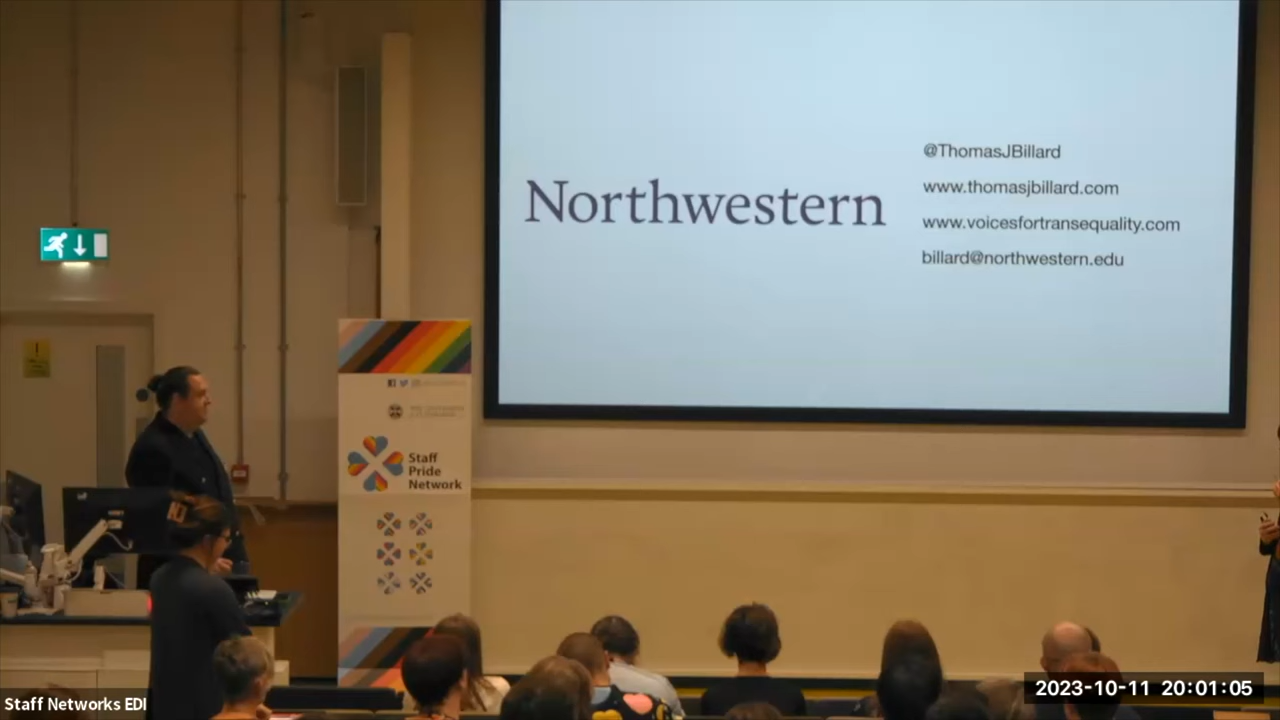 Northwestern
@ThomasJBillard
www.thomasjbillard.com
www.voicesfortransequality.com
billard@northwestern.edu
Staff
Pride
Network
Staff Networks EDI
2023-10-11 20:01:05